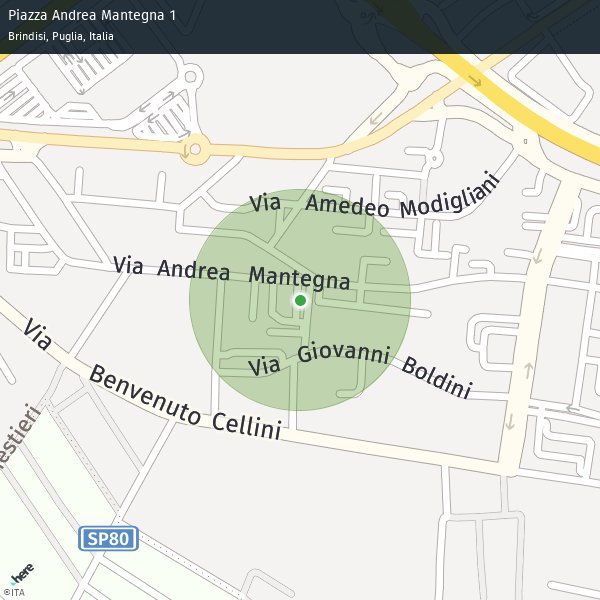 Piazza Andrea Mantegna 1
Brindisi, Puglia, Italia
Via Amedeo Modigliani
Via Andrea Mantegna
Via Giovanni Boldini
Via Benvenuto Cellini
SP80
here
©ITA